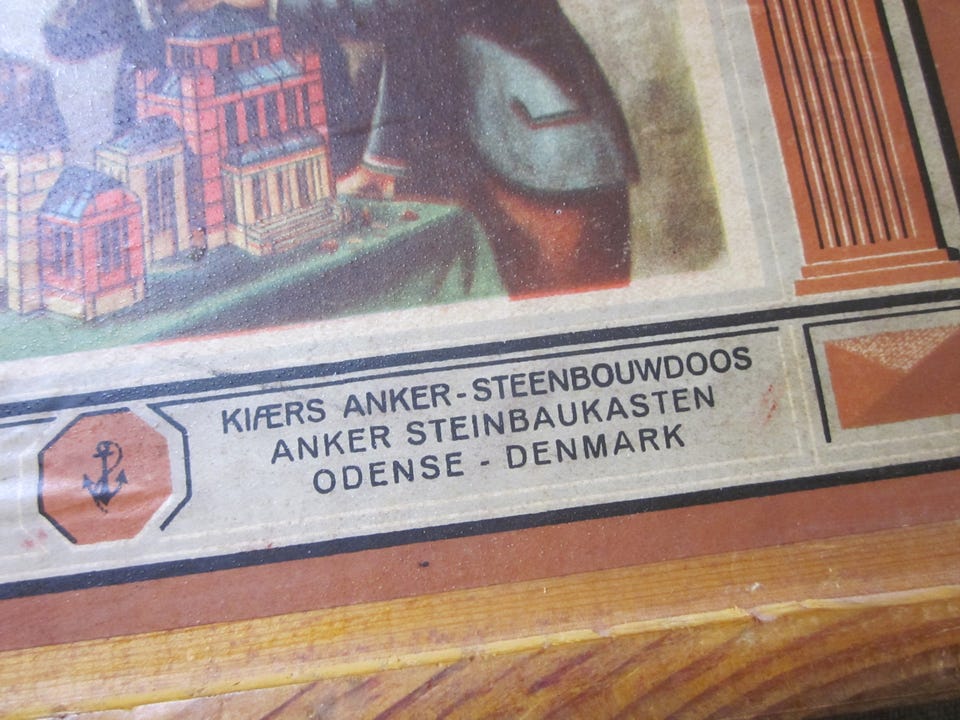 KIÆRS ANKER-STEENBOUWDOOS
ANKER STEINBAUKASTEN
ODENSE - DENMARK